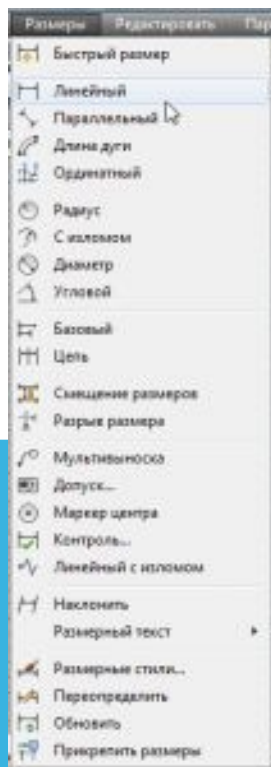 Размеры Редактировать Пар
Быстрый размер
Линейный
Параллельный
Длина дуги
Ординатный
Радиус
С изломом
Диаметр
Угловой
Базовый
Цепь
Смещение размеров
Разрыв размера
Мультивыноска
Допуск...
Маркер центра
Контроль...
Линейный с изломом
Наклонить
Размерный текст
Размерные стили...
Переопределить
Обновить
Прикрепить размеры